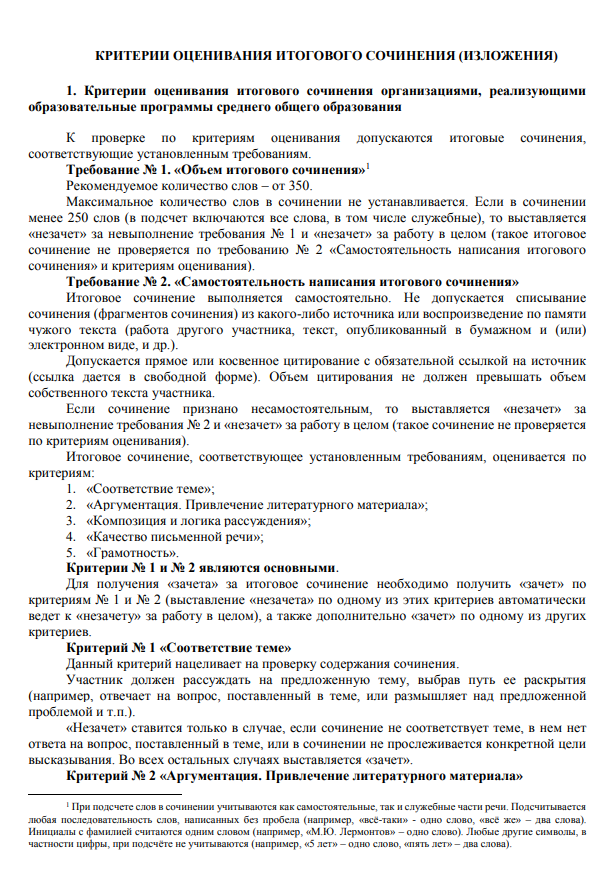 КРИТЕРИИ ОЦЕНИВАНИЯ ИТОГОВОГО СОЧИНЕНИЯ (ИЗЛОЖЕНИЯ)
1. Критерии оценивания итогового сочинения организациями, реализующими
образовательные программы среднего общего образования
К проверке по критериям оценивания допускаются итоговые сочинения,
соответствующие установленным требованиям.
Требование № 1. «Объем итогового сочинения»1
Рекомендуемое количество слов – от 350.
Максимальное количество слов в сочинении не устанавливается. Если в сочинении
менее 250 слов (в подсчет включаются все слова, в том числе служебные), то выставляется
«незачет» за невыполнение требования № 1 и «незачет» за работу в целом (такое итоговое
сочинение не проверяется по требованию № 2 «Самостоятельность написания итогового
сочинения» и критериям оценивания).
Требование № 2. «Самостоятельность написания итогового сочинения»
Итоговое сочинение выполняется самостоятельно. Не допускается списывание
сочинения (фрагментов сочинения) из какого-либо источника или воспроизведение по памяти
чужого текста (работа другого участника, текст, опубликованный в бумажном и (или)
электронном виде, и др.).
Допускается прямое или косвенное цитирование с обязательной ссылкой на источник
(ссылка дается в свободной форме). Объем цитирования не должен превышать объем
собственного текста участника.
Если сочинение признано несамостоятельным, то выставляется «незачет» за
невыполнение требования № 2 и «незачет» за работу в целом (такое сочинение не проверяется
по критериям оценивания).
Итоговое сочинение, соответствующее установленным требованиям, оценивается по
критериям:
1. «Соответствие теме»;
2. «Аргументация. Привлечение литературного материала»;
3. «Композиция и логика рассуждения»;
4. «Качество письменной речи»;
5. «Грамотность».
Критерии № 1 и № 2 являются основными.
Для получения «зачета» за итоговое сочинение необходимо получить «зачет» по
критериям № 1 и № 2 (выставление «незачета» по одному из этих критериев автоматически
ведет к «незачету» за работу в целом), а также дополнительно «зачет» по одному из других
критериев.
Критерий № 1 «Соответствие теме»
Данный критерий нацеливает на проверку содержания сочинения.
Участник должен рассуждать на предложенную тему, выбрав путь ее раскрытия
(например, отвечает на вопрос, поставленный в теме, или размышляет над предложенной
проблемой и т.п.).
«Незачет» ставится только в случае, если сочинение не соответствует теме, в нем нет
ответа на вопрос, поставленный в теме, или в сочинении не прослеживается конкретной цели
высказывания. Во всех остальных случаях выставляется «зачет».
Критерий № 2 «Аргументация. Привлечение литературного материала»
1 При подсчете слов в сочинении учитываются как самостоятельные, так и служебные части речи. Подсчитывается
любая последовательность слов, написанных без пробела (например, «всё-таки» - одно слово, «всё же» – два слова).
Инициалы с фамилией считаются одним словом (например, «М.Ю. Лермонтов» – одно слово). Любые другие символы, в
частности цифры, при подсчёте не учитываются (например, «5 лет» – одно слово, «пять лет» – два слова).